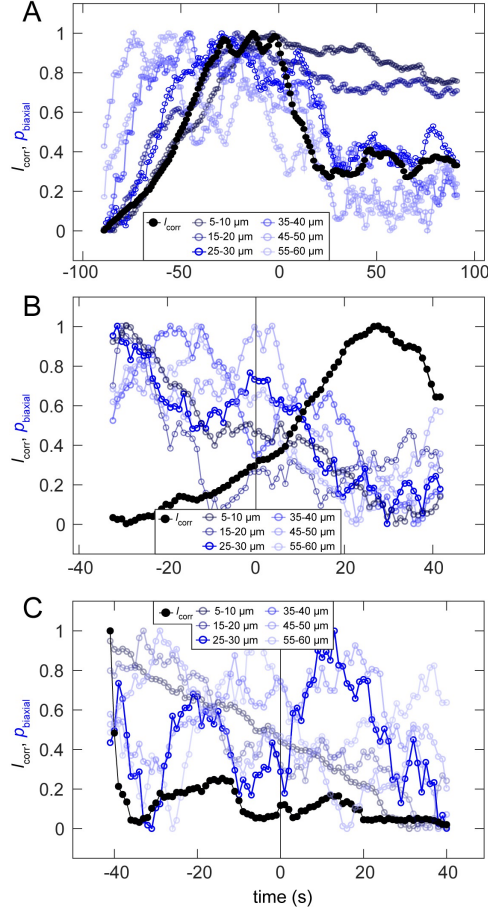 A
I_corr, p_biaxial
1
0.8
0.6
0.4
0.2
0
-100 -50 0 50 100
I_corr 5-10 µm 35-40 µm
15-20 µm 45-50 µm
25-30 µm 55-60 µm
B
I_corr, p_biaxial
1
0.8
0.6
0.4
0.2
0
-40 -20 0 20 40
I_corr 5-10 µm 35-40 µm
15-20 µm 45-50 µm
25-30 µm 55-60 µm
C
I_corr, p_biaxial
1
0.8
0.6
0.4
0.2
0
-40 -20 0 20 40
I_corr 5-10 µm 35-40 µm
15-20 µm 45-50 µm
25-30 µm 55-60 µm
time (s)